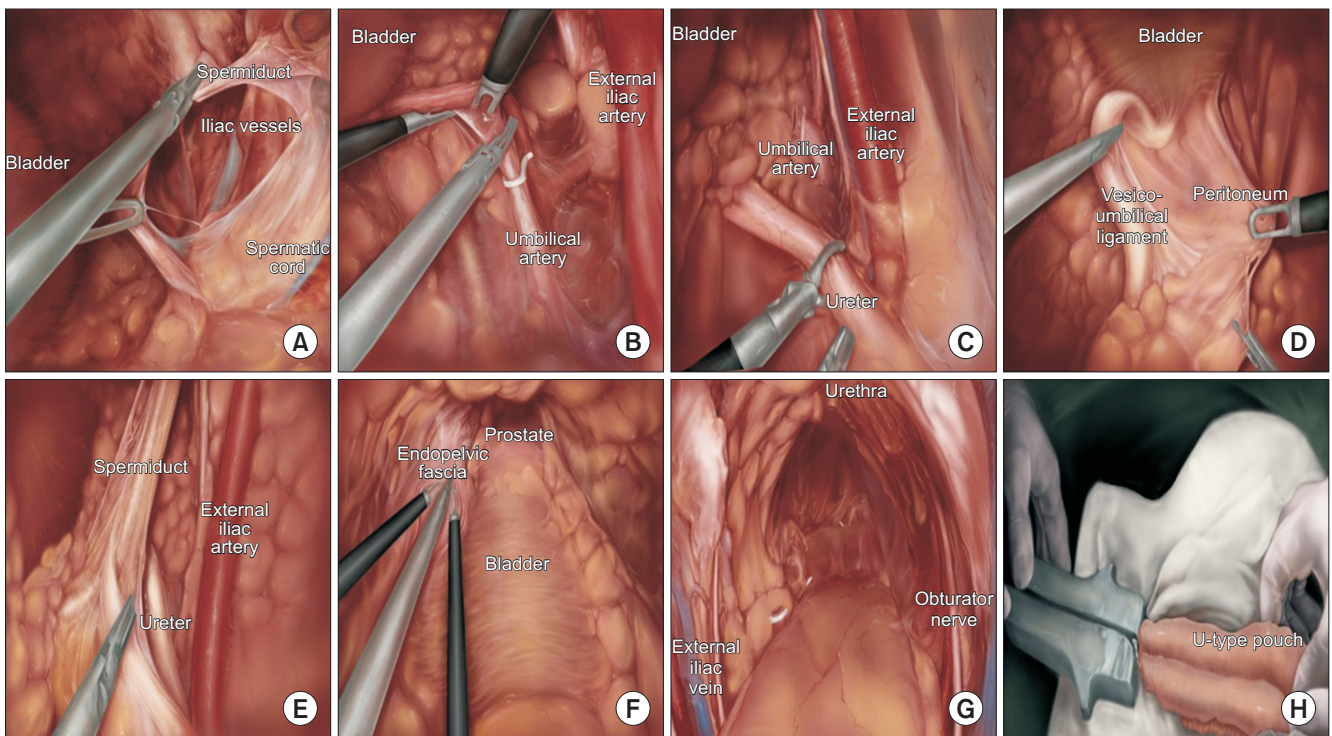 Spermiduct
Iliac vessels
Bladder
Spermatic
cord
A
Bladder
External
iliac
artery
Umbilical
artery
B
Bladder
External
iliac
artery
Umbilical
artery
Ureter
C
Bladder
Vesico-
umbilical
ligament
Peritoneum
D
Spermiduct
External
iliac
artery
Ureter
E
Prostate
Endopelvic
fascia
Bladder
F
Urethra
Obturator
nerve
External
iliac
vein
G
U-type pouch
H